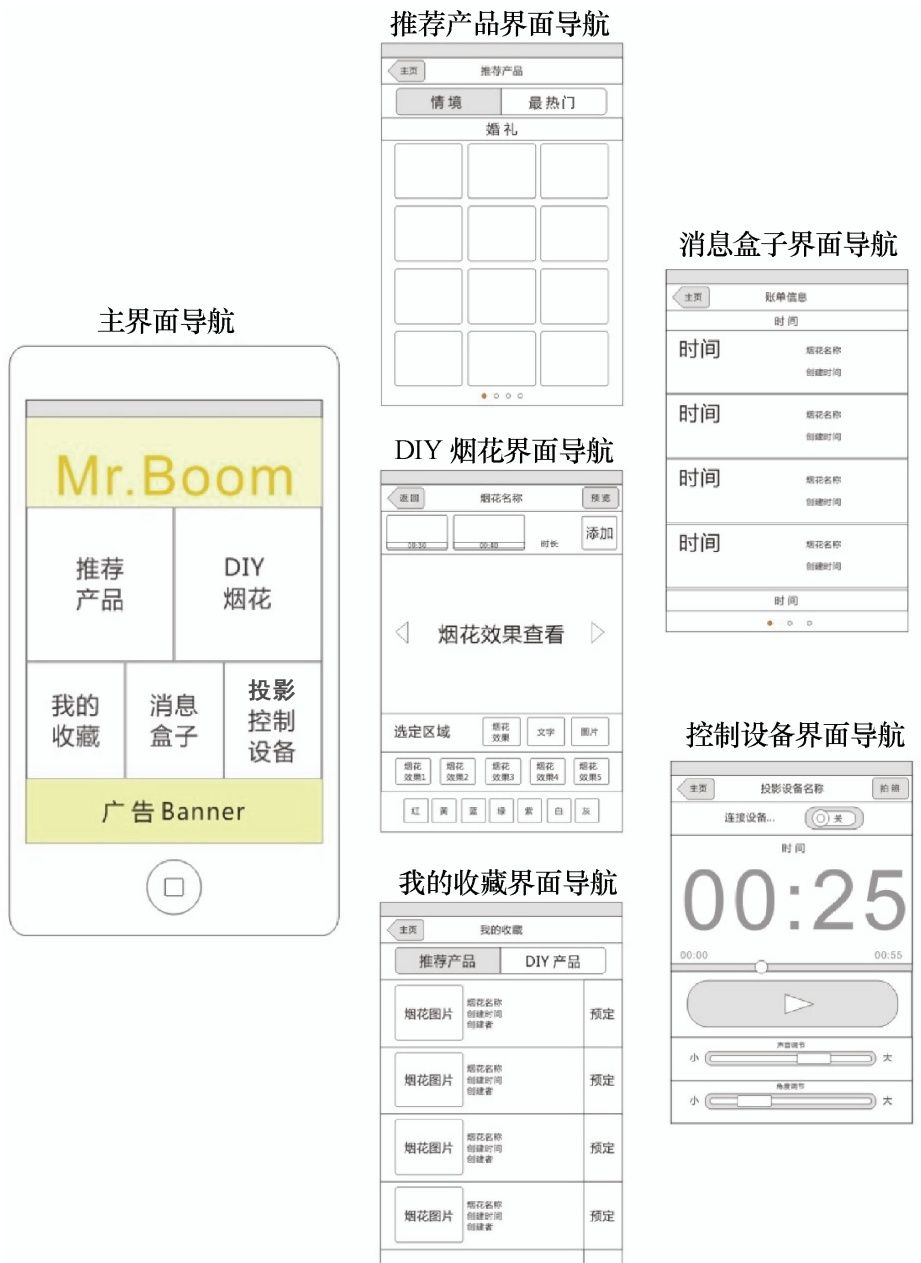 推荐产品界面导航
主页
推荐产品
情境
最热门
婚礼
主界面导航
Mr.Boom
推荐
产品
DIY
烟花
我的
收藏
消息
盒子
投影
控制
设备
广告Banner
DIY 烟花界面导航
返回
烟花名称
预览
00:30
00:40
时长
添加
烟花效果查看
选定区域
烟花
效果
文字
图片
烟花
效果1
烟花
效果2
烟花
效果3
烟花
效果4
烟花
效果5
红
黄
蓝
绿
紫
白
灰
我的收藏界面导航
主页
我的收藏
推荐产品
DIY 产品
烟花图片
烟花名称
创建时间
创建者
预定
烟花图片
烟花名称
创建时间
创建者
预定
烟花图片
烟花名称
创建时间
创建者
预定
烟花图片
烟花名称
创建时间
创建者
预定
消息盒子界面导航
主页
账单信息
时间
时间
烟花名称
创建时间
时间
烟花名称
创建时间
时间
烟花名称
创建时间
时间
烟花名称
创建时间
时间
控制设备界面导航
主页
投影设备名称
拍照
连接设备...
关
时间
00:25
00:00
00:55
声音调节
小
大
角度调节
小
大